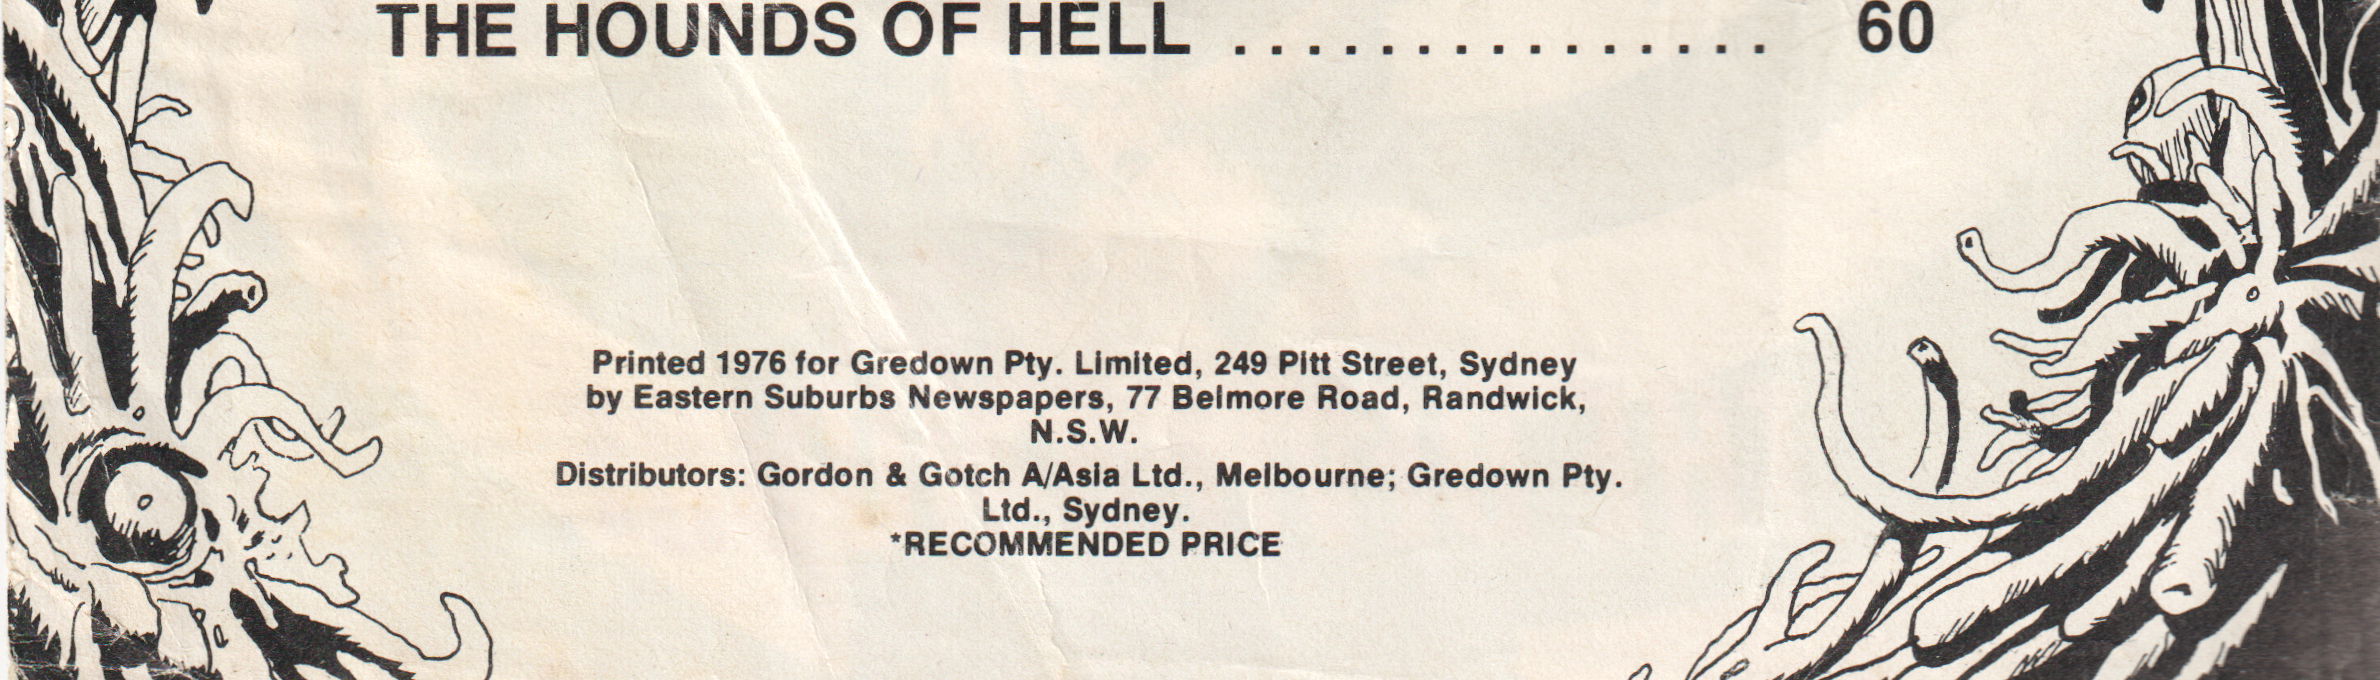 THE HOUNDS OF HELL ............... 60
Printed 1976 for Gredown Pty. Limited, 249 Pitt Street, Sydney
by Eastern Suburbs Newspapers, 77 Belmore Road, Randwick,
N.S.W.
Distributors: Gordon & Gotch A/Asia Ltd., Melbourne; Gredown Pty.
Ltd., Sydney.
*RECOMMENDED PRICE